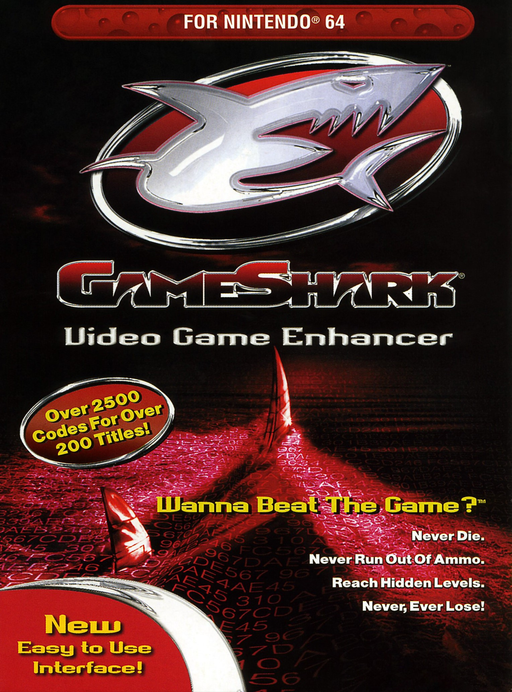 FOR NINTENDO® 64
GAMESHARK®
Video Game Enhancer
Over 2500
Codes For Over
200 Titles!
Wanna Beat The Game?™
Never Die.
Never Run Out Of Ammo.
Reach Hidden Levels.
Never, Ever Lose!
New
Easy to Use
Interface!